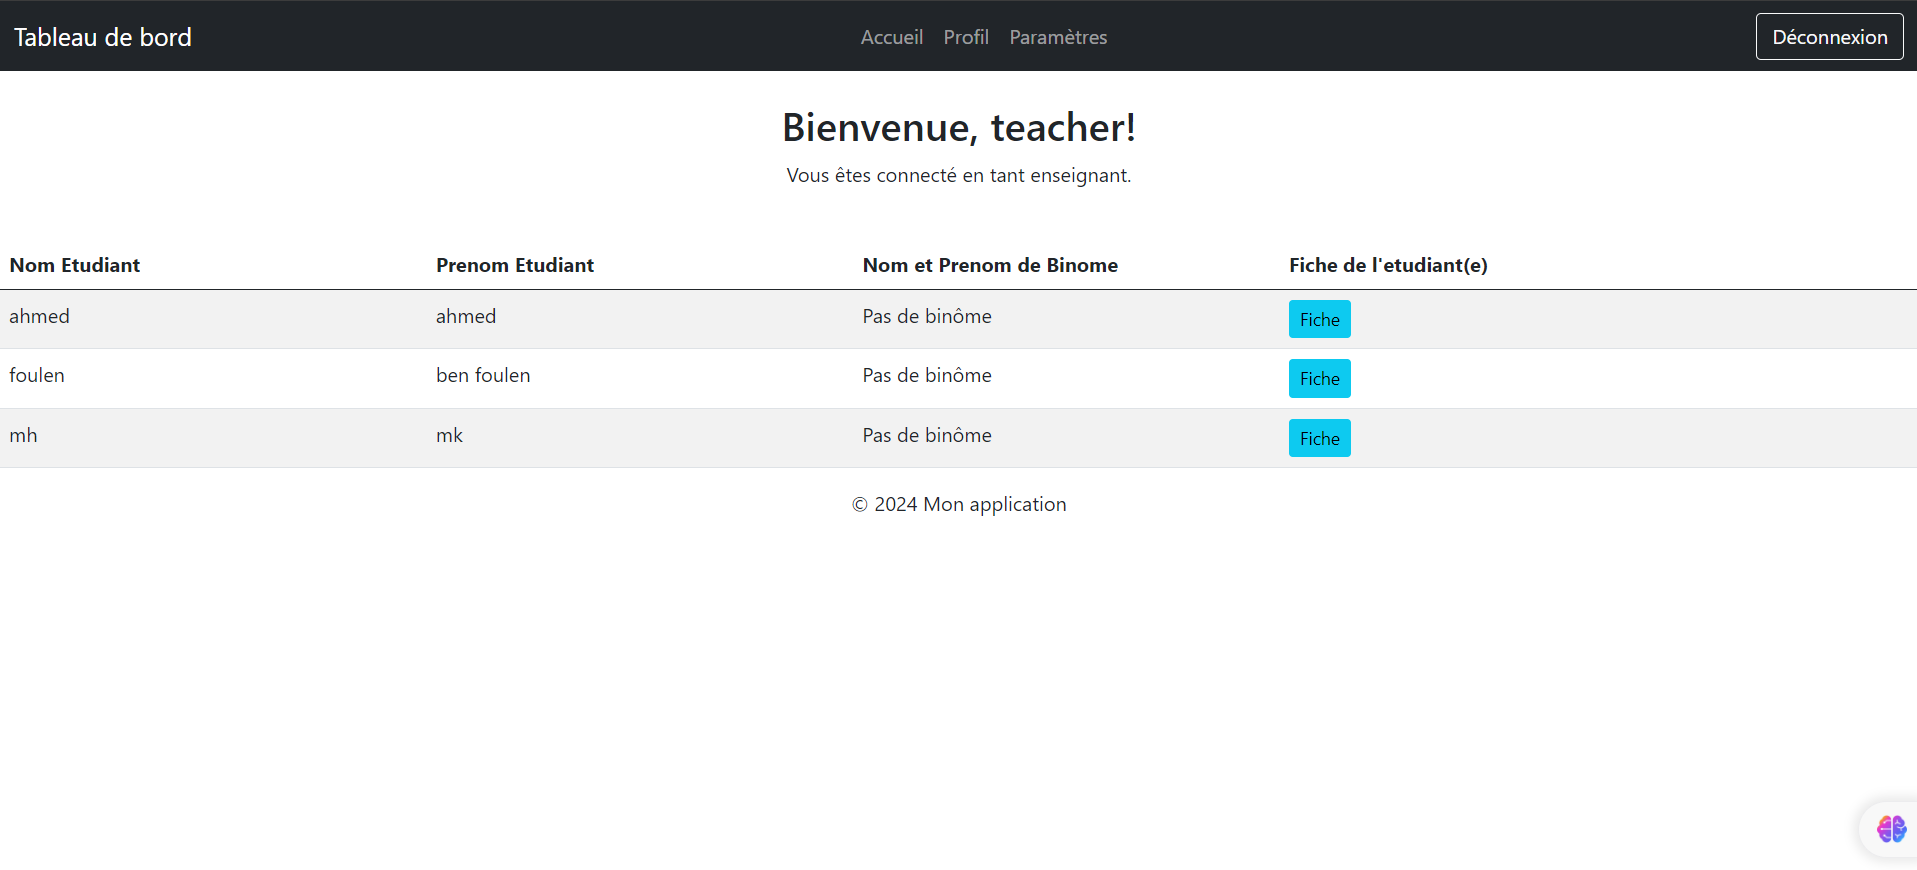 Tableau de bord Accueil Profil Paramètres Déconnexion
Bienvenue, teacher!
Vous êtes connecté en tant enseignant.
Nom Etudiant Prenom Etudiant Nom et Prenom de Binome Fiche de l'etudiant(e)
ahmed ahmed Pas de binôme Fiche
foulen ben foulen Pas de binôme Fiche
mh mk Pas de binôme Fiche
© 2024 Mon application